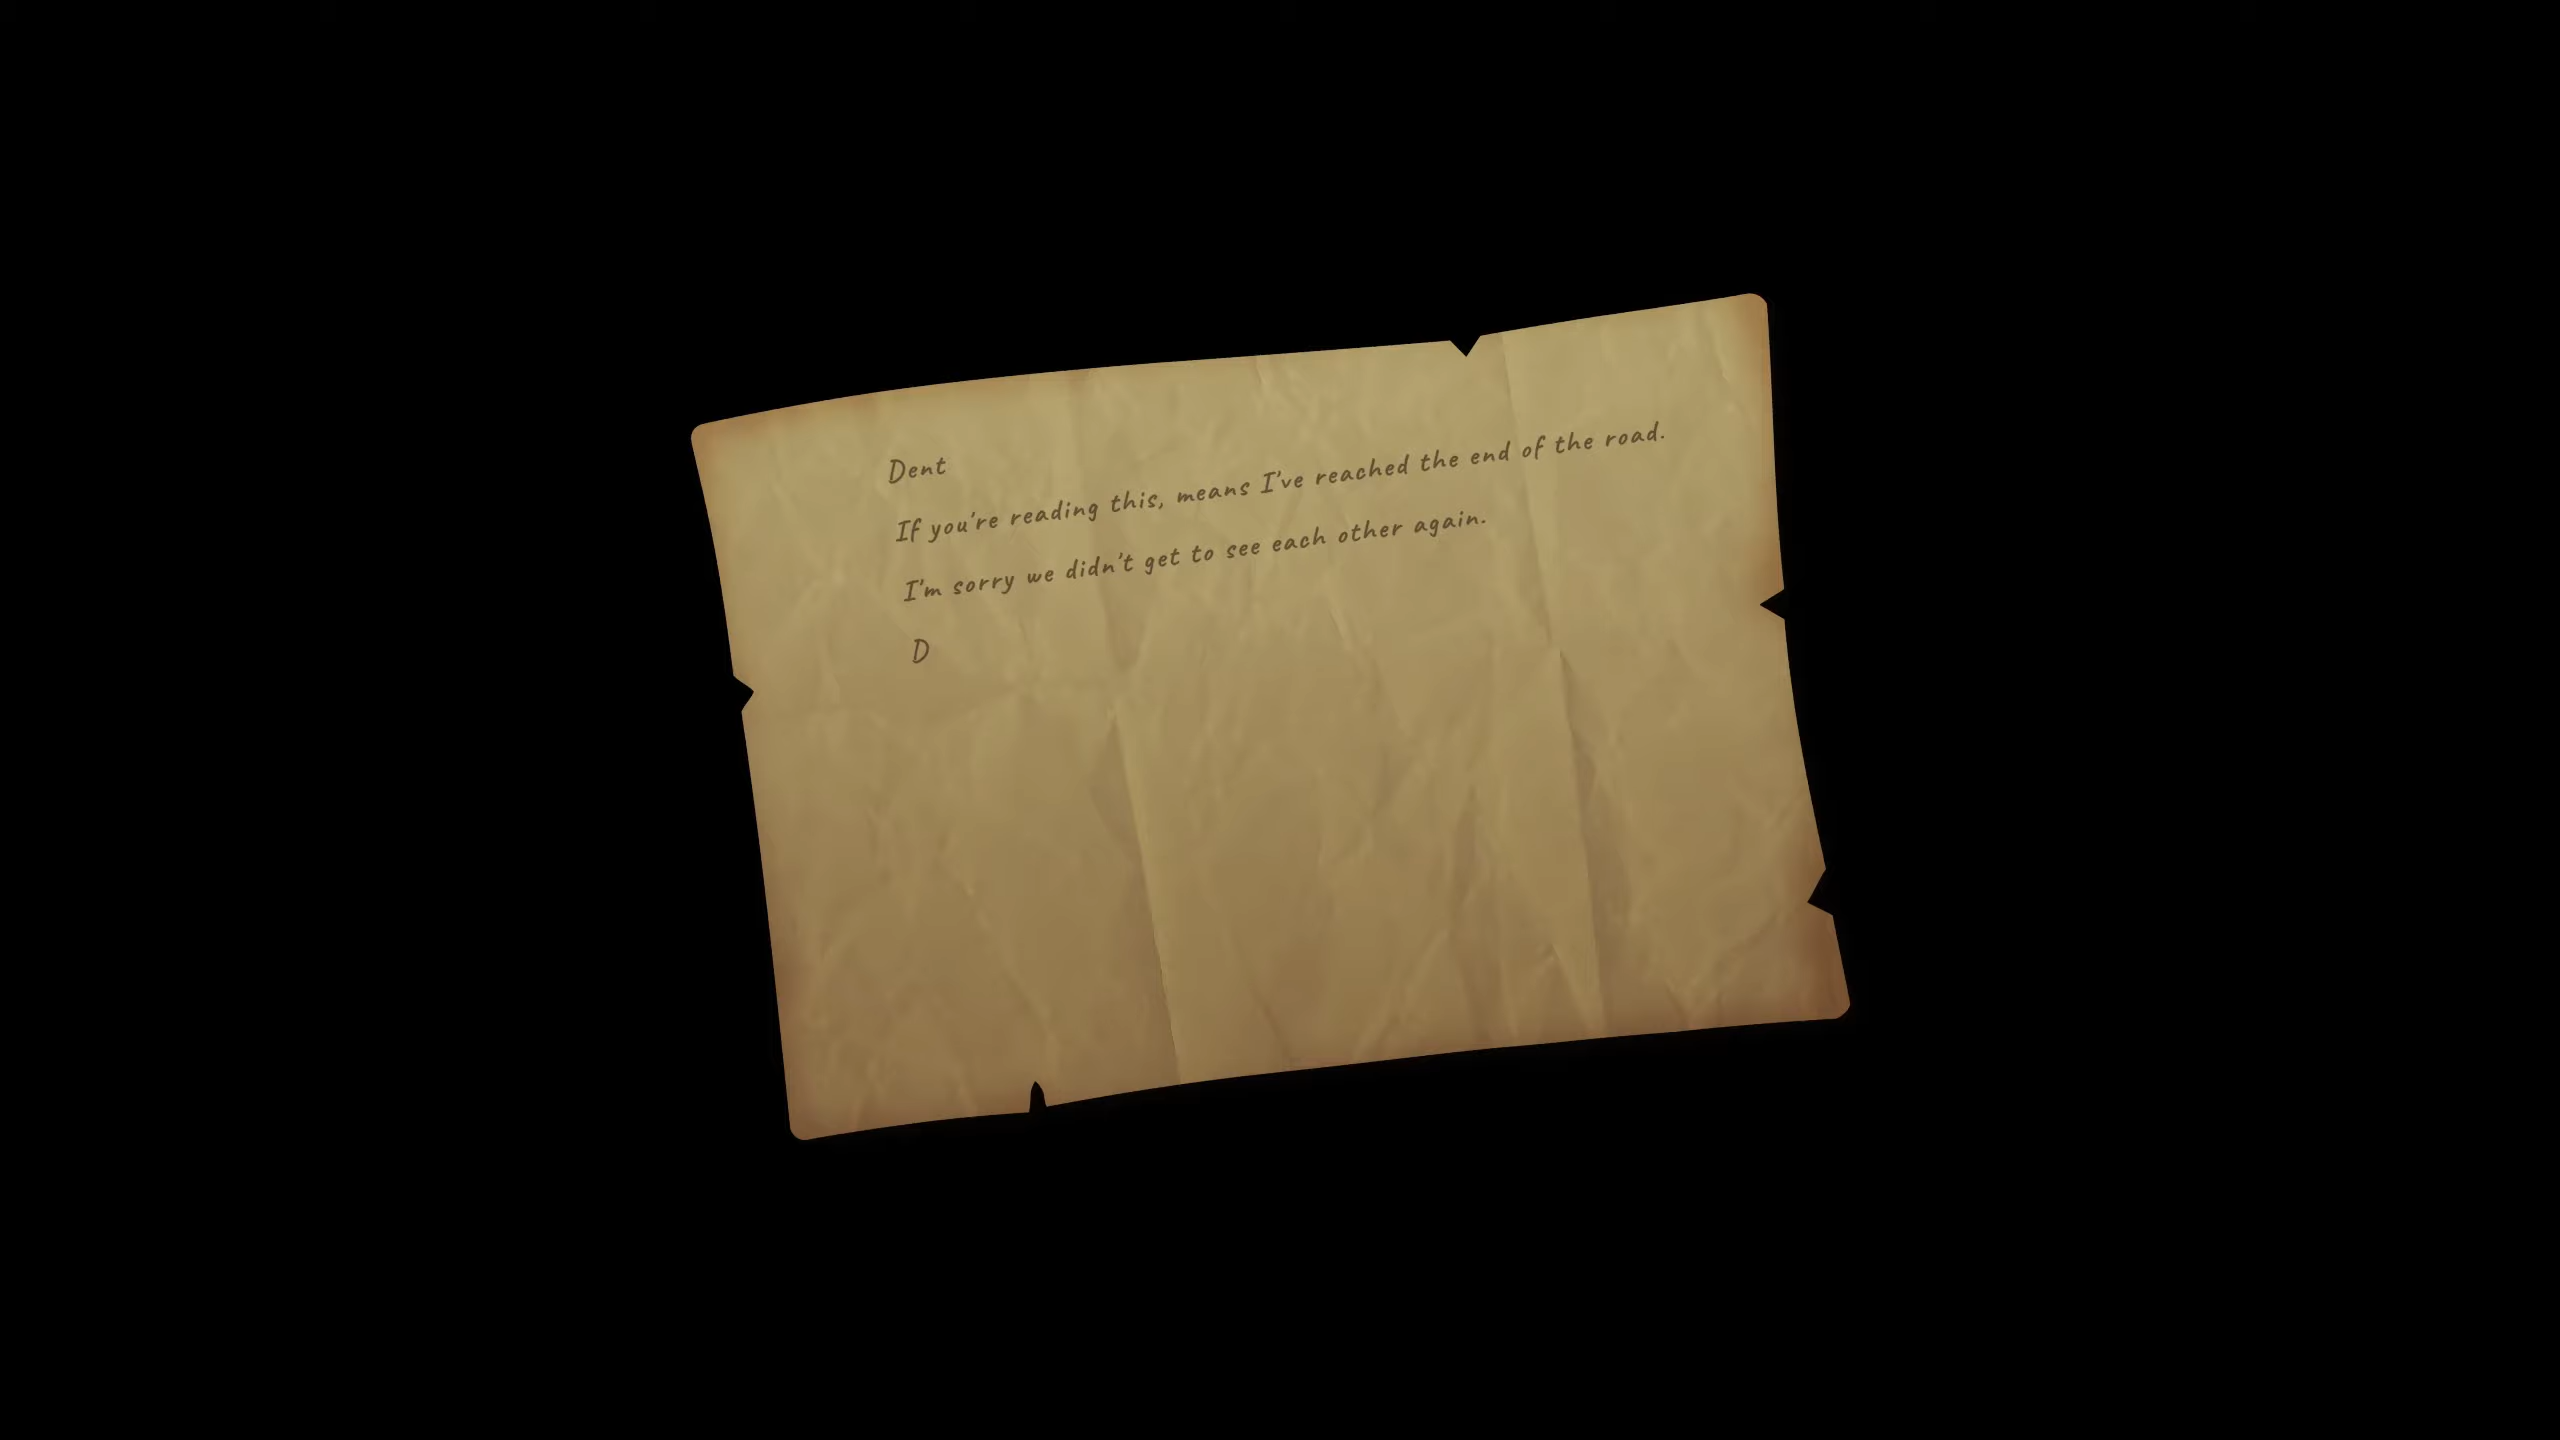 Dent
If you're reading this, means I've reached the end of the road.
I'm sorry we didn't get to see each other again.
D